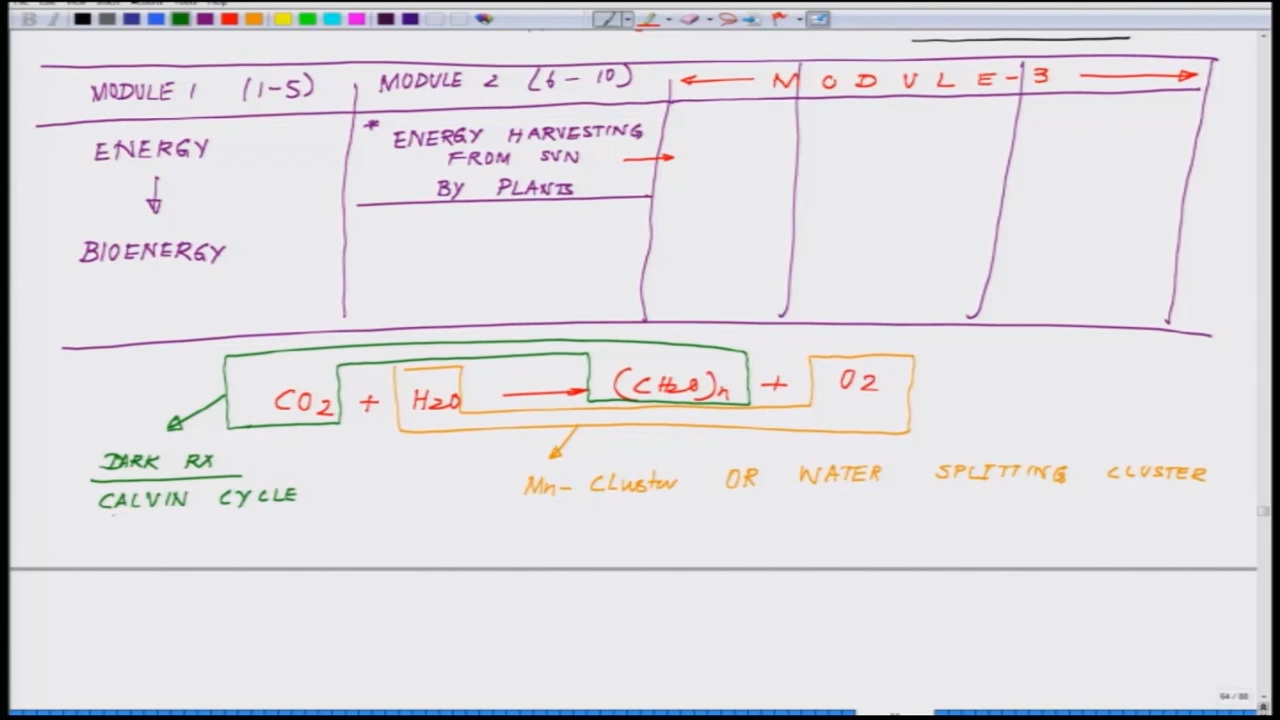 MODULE 1 (1-5) MODULE 2 (6-10) MODULE-3
ENERGY
BIOENERGY
* ENERGY HARVESTING
FROM SUN
BY PLANTS
CO2 + H2O (CH2O)n + O2
DARK RX
CALVIN CYCLE
Mn-Cluster OR WATER SPLITTING CLUSTER